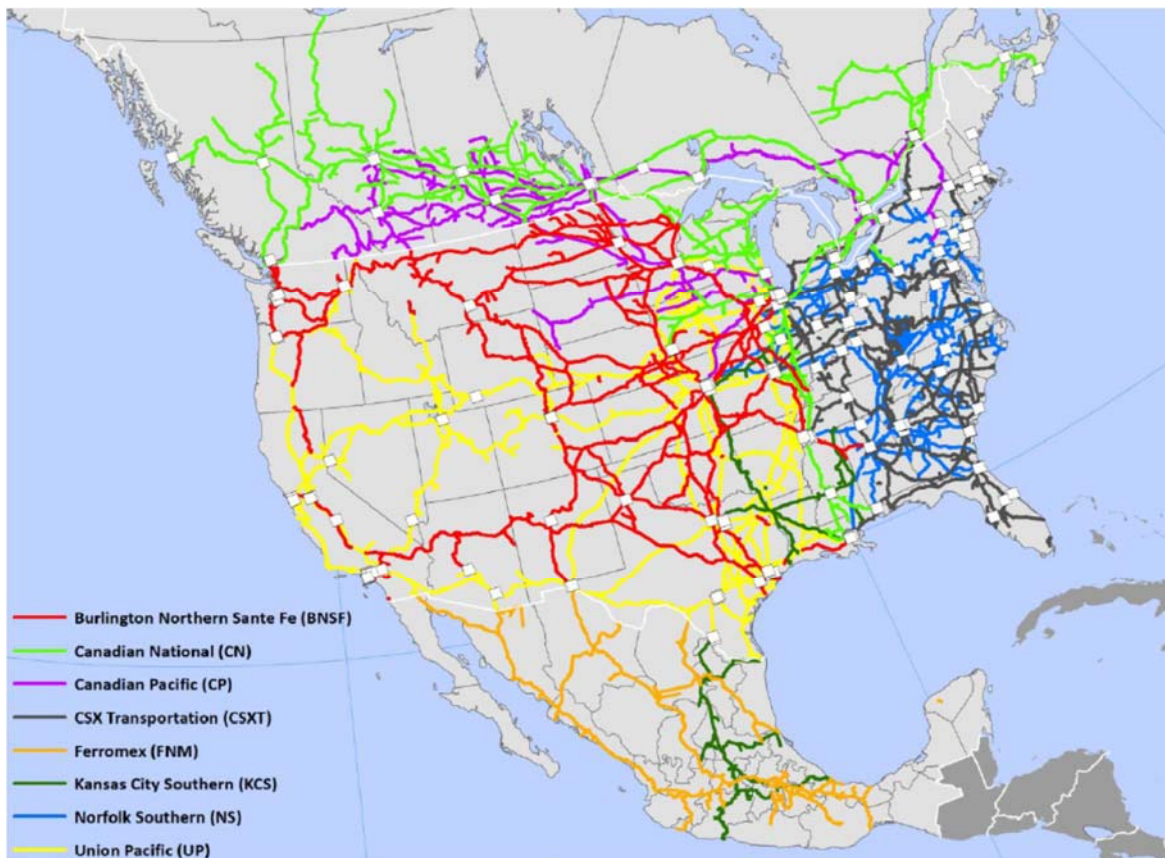 Burlington Northern Sante Fe (BNSF)
Canadian National (CN)
Canadian Pacific (CP)
CSX Transportation (CSXT)
Ferromex (FNM)
Kansas City Southern (KCS)
Norfolk Southern (NS)
Union Pacific (UP)